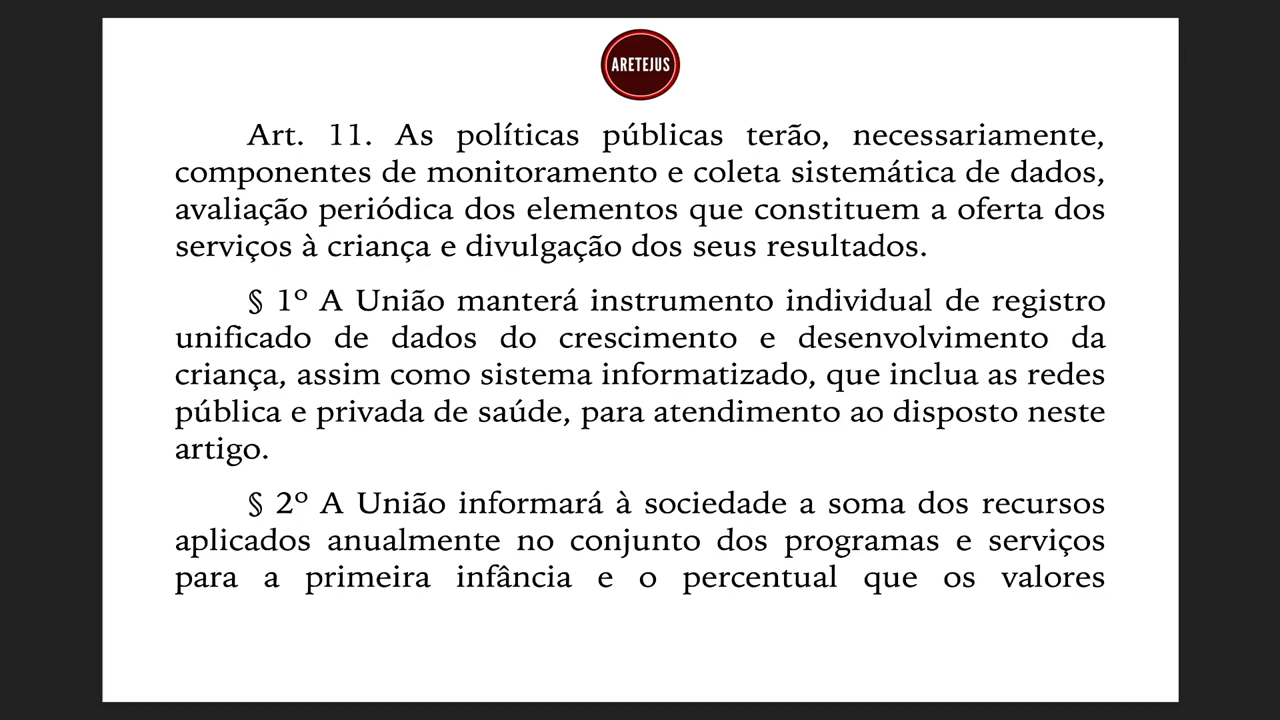 ARETEJUS
Art. 11. As políticas públicas terão, necessariamente,
componentes de monitoramento e coleta sistemática de dados,
avaliação periódica dos elementos que constituem a oferta dos
serviços à criança e divulgação dos seus resultados.
§ 1º A União manterá instrumento individual de registro
unificado de dados do crescimento e desenvolvimento da
criança, assim como sistema informatizado, que inclua as redes
pública e privada de saúde, para atendimento ao disposto neste
artigo.
§ 2º A União informará à sociedade a soma dos recursos
aplicados anualmente no conjunto dos programas e serviços
para a primeira infância e o percentual que os valores